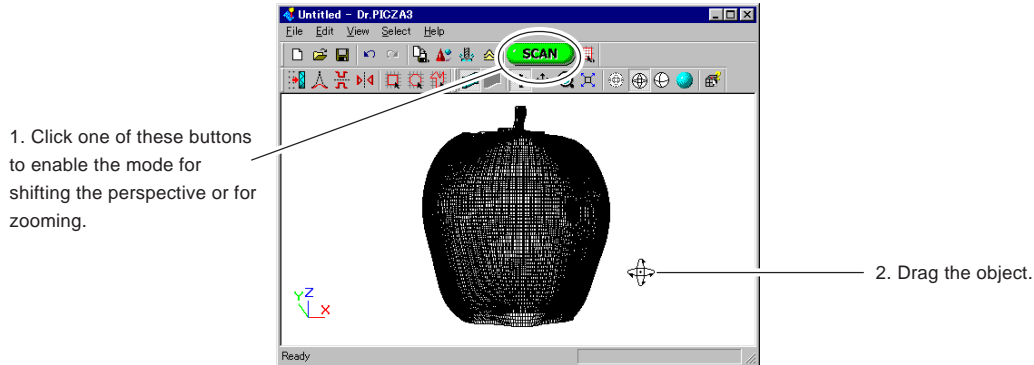 Untitled - Dr.PICZA3
File Edit View Select Help
SCAN
1. Click one of these buttons
to enable the mode for
shifting the perspective or for
zooming.
2. Drag the object.
Y Z
X
Ready